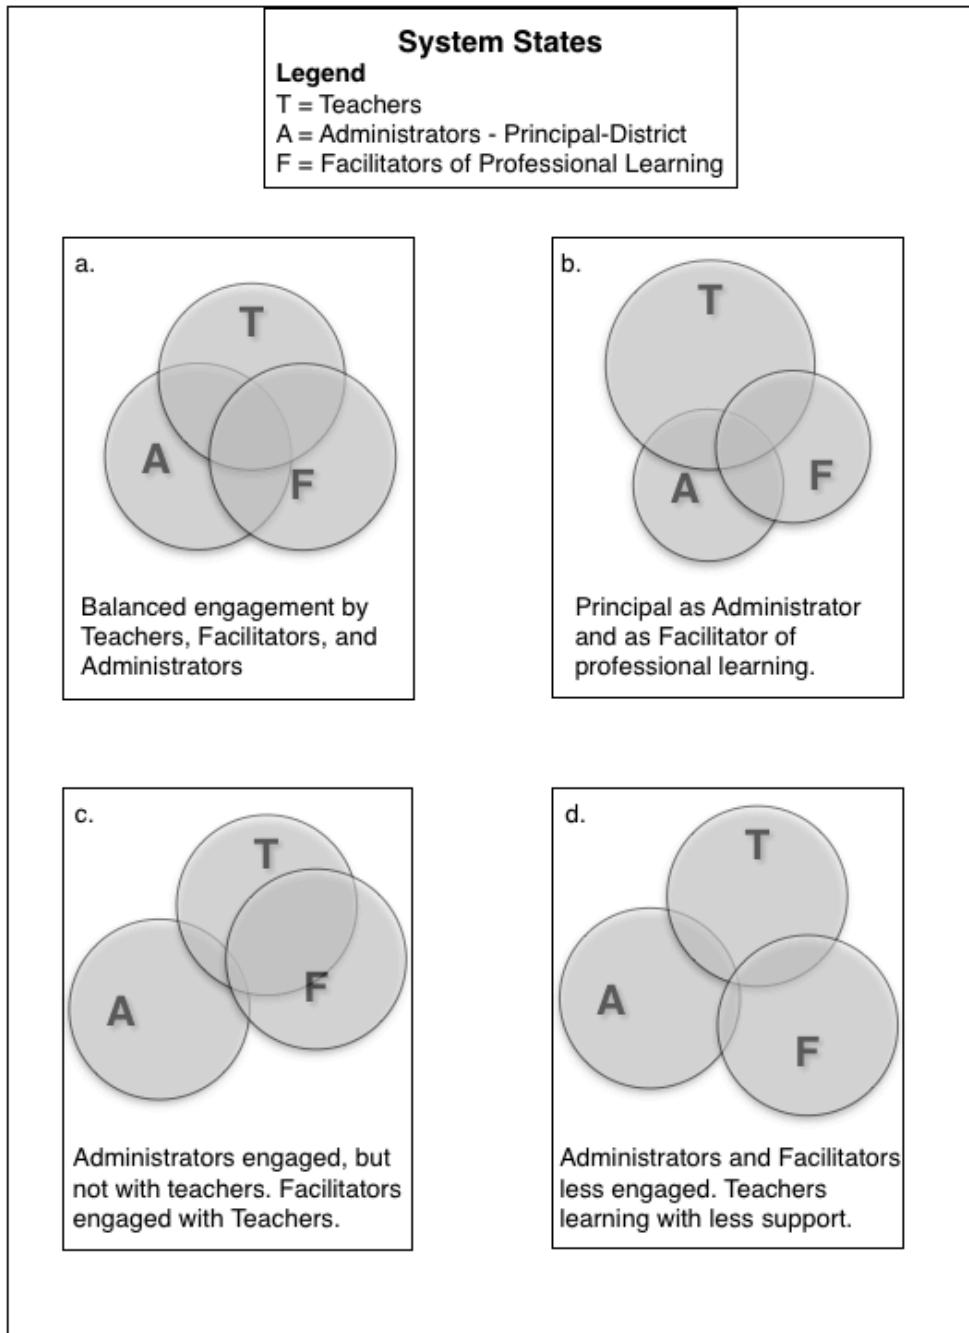 System States
Legend
T = Teachers
A = Administrators - Principal-District
F = Facilitators of Professional Learning
a.
T
A
F
Balanced engagement by
Teachers, Facilitators, and
Administrators
b.
T
A
F
Principal as Administrator
and as Facilitator of
professional learning.
c.
T
A
F
Administrators engaged, but
not with teachers. Facilitators
engaged with Teachers.
d.
T
A
F
Administrators and Facilitators
less engaged. Teachers
learning with less support.